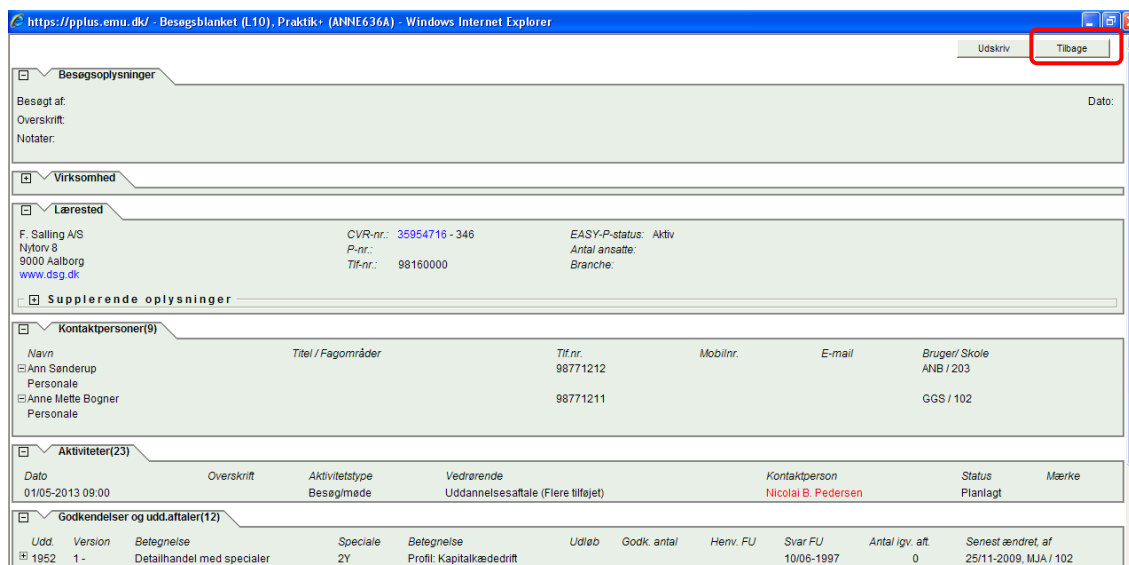 https://pplus.emu.dk/ - Besøgsblanket (L10), Praktik+ (ANNE636A) - Windows Internet Explorer
Udskriv Tilbage
Besøgsoplysninger
Besøgt af: Dato:
Overskrift:
Notater:
Virksomhed
Lærested
F. Salling A/S CVR-nr.: 35954716 - 346 EASY-P-status: Aktiv
Nytorv 8 P-nr.: Antal ansatte:
9000 Aalborg Tlf-nr.: 98160000 Branche:
www.dsg.dk
Supplerende oplysninger
Kontaktpersoner(9)
Navn Titel / Fagområder Tlf.nr. Mobilnr. E-mail Bruger/ Skole
Ann Sønderup 98771212 ANB / 203
Personale
Anne Mette Bogner 98771211 GGS / 102
Personale
Aktiviteter(23)
Dato Overskrift Aktivitetstype Vedrørende Kontaktperson Status Mærke
01/05-2013 09:00 Besøg/møde Uddannelsesaftale (Flere tilføjet) Nicolai B. Pedersen Planlagt
Godkendelser og udd.aftaler(12)
Udd. Version Betegnelse Speciale Betegnelse Udløb Godk. antal Henv. FU Svar FU Antal igv. aft. Senest ændret, af
1952 1 - Detailhandel med specialer 2Y Profil: Kapitalkædedrift 10/06-1997 0 25/11-2009, MJA / 102